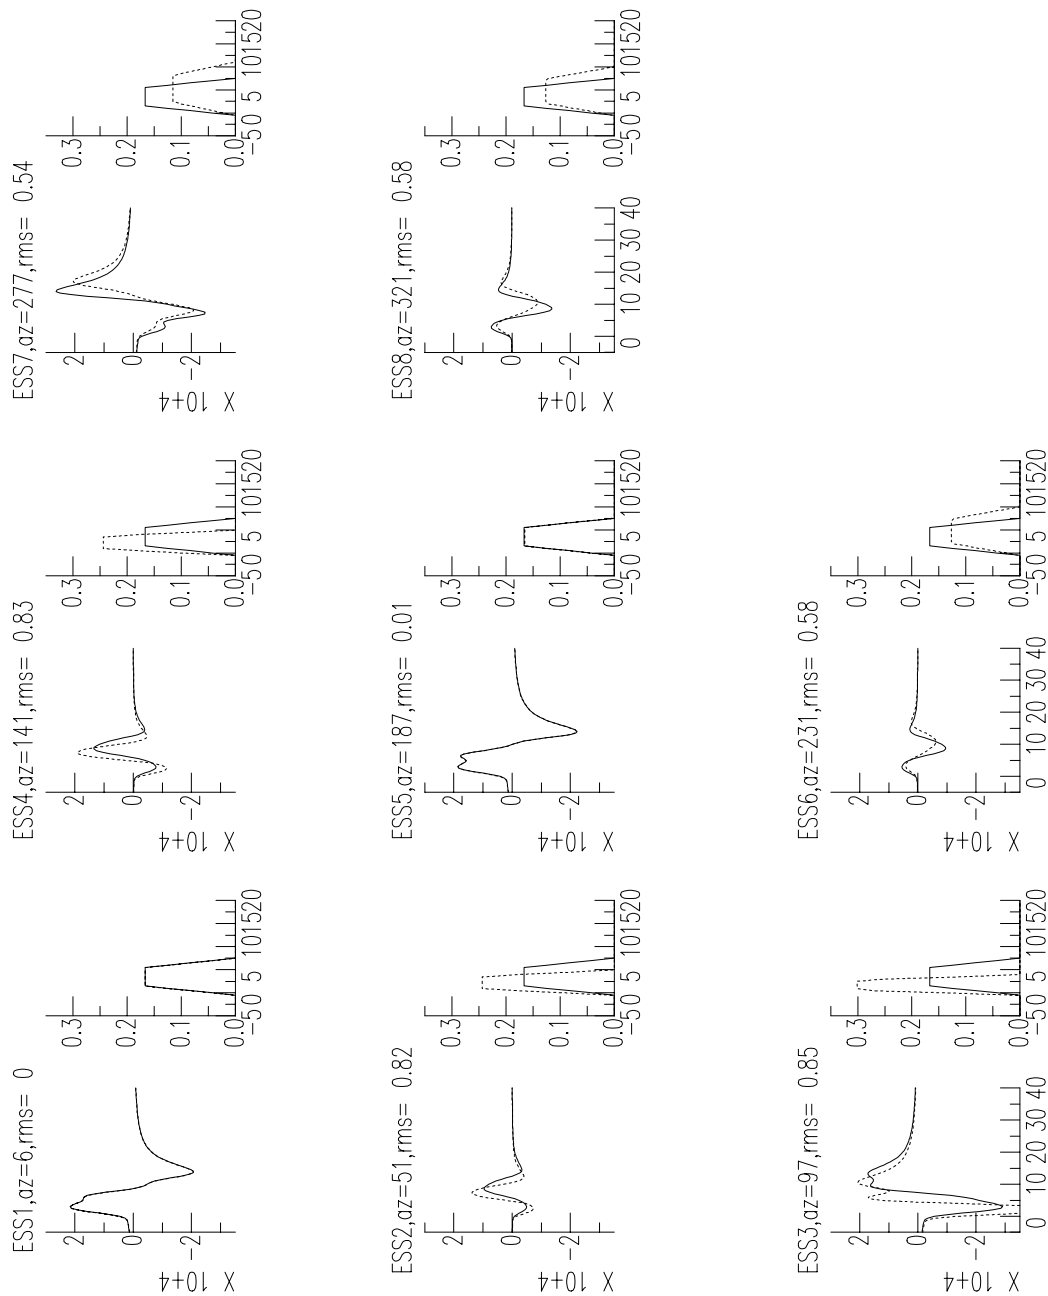 ESS1,az=6,rms= 0
2
0
-2
X 10+4
0.3
0.2
0.1
0.0
-5 0 5 10 15 20
ESS4,az=141,rms= 0.83
2
0
-2
X 10+4
0.3
0.2
0.1
0.0
-5 0 5 10 15 20
ESS7,az=277,rms= 0.54
2
0
-2
X 10+4
0.3
0.2
0.1
0.0
-5 0 5 10 15 20
ESS2,az=51,rms= 0.82
2
0
-2
X 10+4
0.3
0.2
0.1
0.0
-5 0 5 10 15 20
ESS5,az=187,rms= 0.01
2
0
-2
X 10+4
0.3
0.2
0.1
0.0
-5 0 5 10 15 20
ESS8,az=321,rms= 0.58
2
0
-2
X 10+4
0 10 20 30 40
0.3
0.2
0.1
0.0
-5 0 5 10 15 20
ESS3,az=97,rms= 0.85
2
0
-2
X 10+4
0 10 20 30 40
0.3
0.2
0.1
0.0
-5 0 5 10 15 20
ESS6,az=231,rms= 0.58
2
0
-2
X 10+4
0 10 20 30 40
0.3
0.2
0.1
0.0
-5 0 5 10 15 20